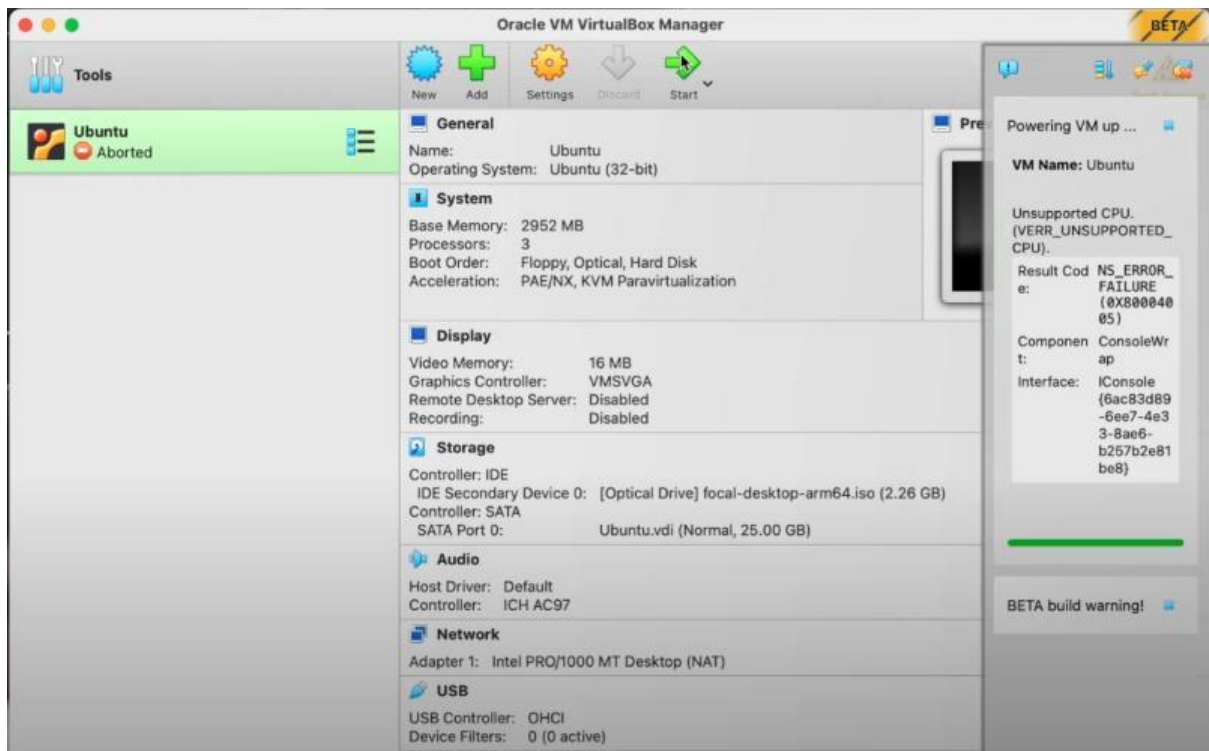 Oracle VM VirtualBox Manager
BETA
Tools
New Add Settings Discard Start
Ubuntu
Aborted
General
Name: Ubuntu
Operating System: Ubuntu (32-bit)
System
Base Memory: 2952 MB
Processors: 3
Boot Order: Floppy, Optical, Hard Disk
Acceleration: PAE/NX, KVM Paravirtualization
Display
Video Memory: 16 MB
Graphics Controller: VMSVGA
Remote Desktop Server: Disabled
Recording: Disabled
Storage
Controller: IDE
IDE Secondary Device 0: [Optical Drive] focal-desktop-arm64.iso (2.26 GB)
Controller: SATA
SATA Port 0: Ubuntu.vdi (Normal, 25.00 GB)
Audio
Host Driver: Default
Controller: ICH AC97
Network
Adapter 1: Intel PRO/1000 MT Desktop (NAT)
USB
USB Controller: OHCI
Device Filters: 0 (0 active)
Pre
Powering VM up ...
VM Name: Ubuntu
Unsupported CPU.
(VERR_UNSUPPORTED_
CPU).
Result Cod NS_ERROR_
e: FAILURE
(0X800040
05)
Componen ConsoleWr
t: ap
Interface: IConsole
{6ac83d89
-6ee7-4e3
3-8ae6-
b257b2e81
be8}
BETA build warning!